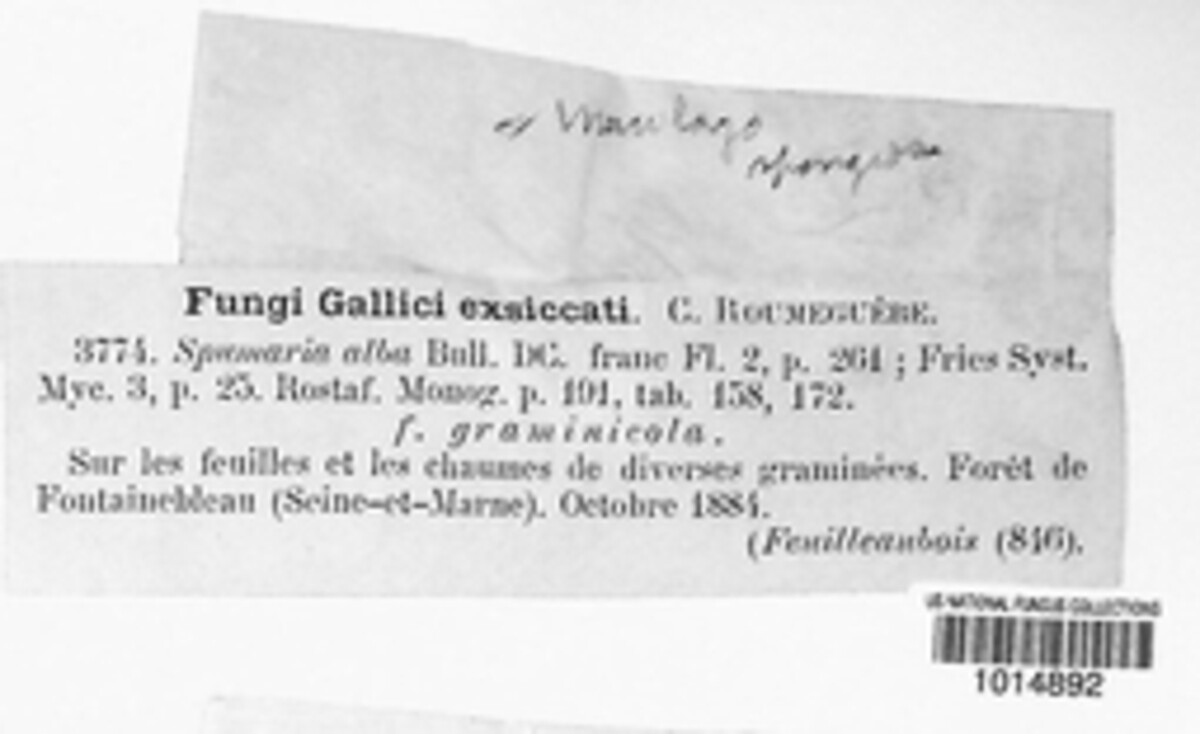 = Mucilago
spongiosa
Fungi Gallici exsiccati. C. ROUMEGUÈRE.
3774. Spumaria alba Bull. DC. franc Fl. 2, p. 261 ; Fries Syst.
Myc. 3, p. 25. Rostaf. Monog. p. 191, tab. 158, 172.
f. graminicola.
Sur les feuilles et les chaumes de diverses graminées. Forêt de
Fontainebleau (Seine-et-Marne). Octobre 1884.
(Feuilleaubois (846).
US NATIONAL FUNGUS COLLECTIONS
1014892